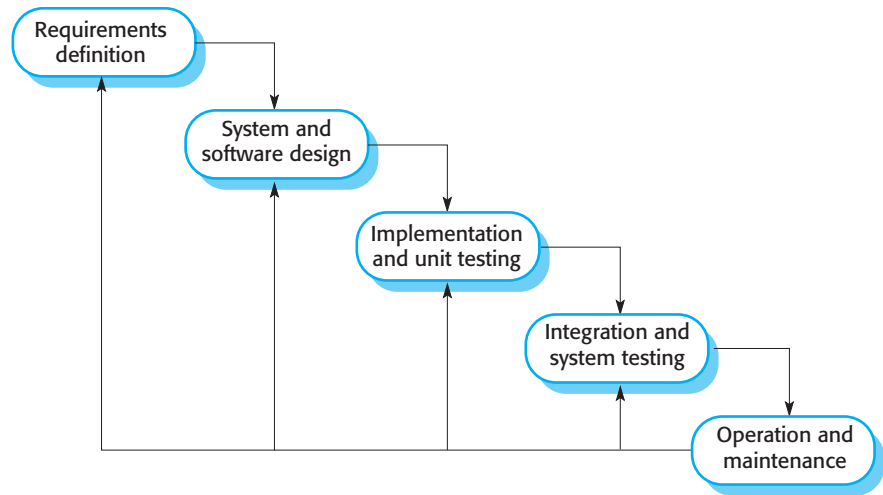 Requirements
definition
System and
software design
Implementation
and unit testing
Integration and
system testing
Operation and
maintenance